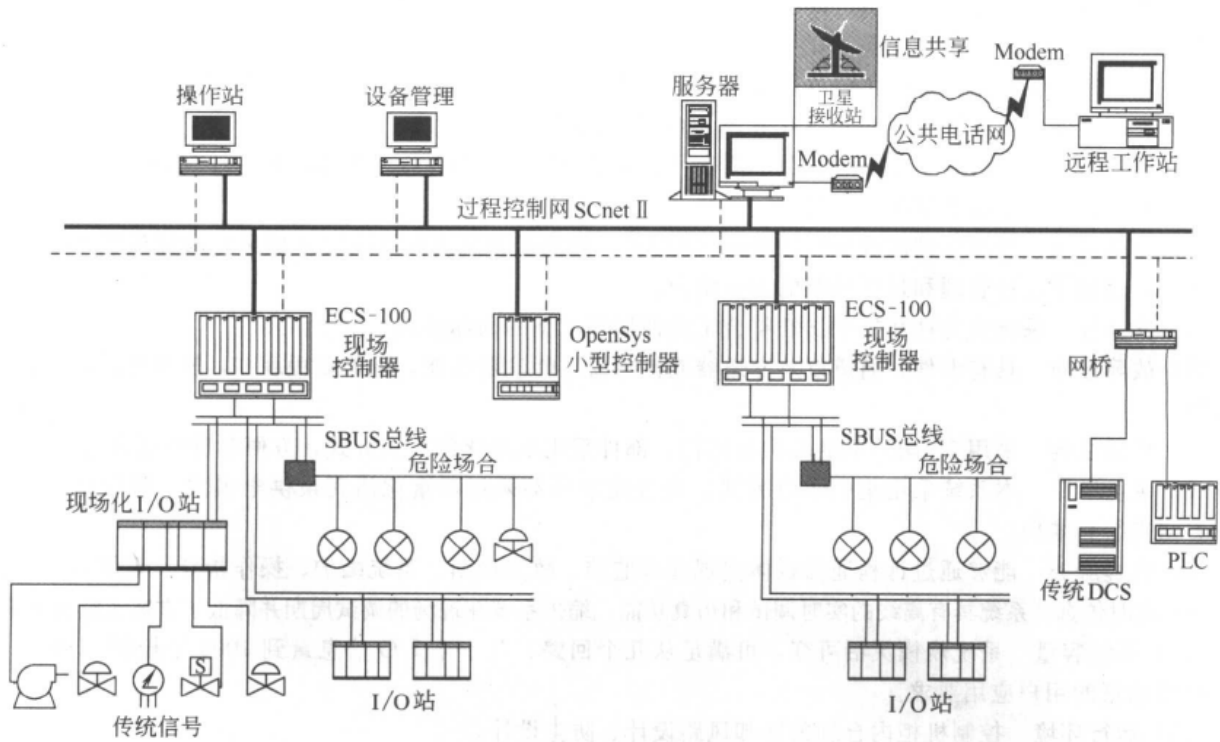 信息共享
Modem
操作站
设备管理
服务器
卫星
接收站
公共电话网
Modem
远程工作站
过程控制网 SCnet Ⅱ
ECS-100
现场
控制器
OpenSys
小型控制器
ECS-100
现场
控制器
网桥
SBUS总线
危险场合
SBUS总线
危险场合
现场化 I/O站
传统DCS
PLC
S
I/O站
I/O站
传统信号